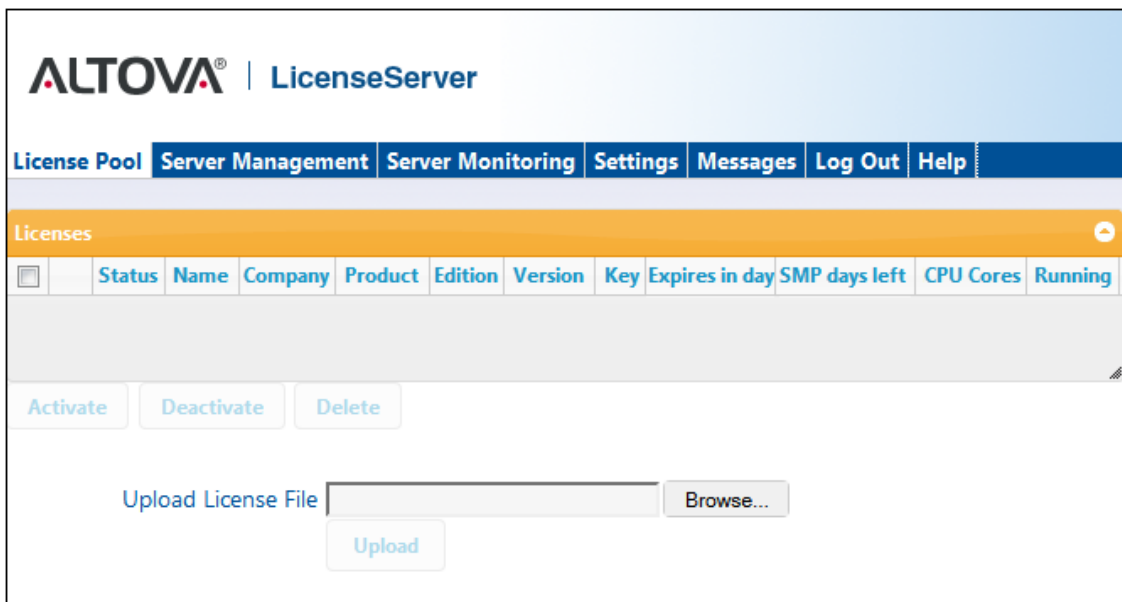 ALTOVA® | LicenseServer
License Pool Server Management Server Monitoring Settings Messages Log Out Help
Licenses
Status Name Company Product Edition Version Key Expires in day SMP days left CPU Cores Running
Activate Deactivate Delete
Upload License File Browse...
Upload